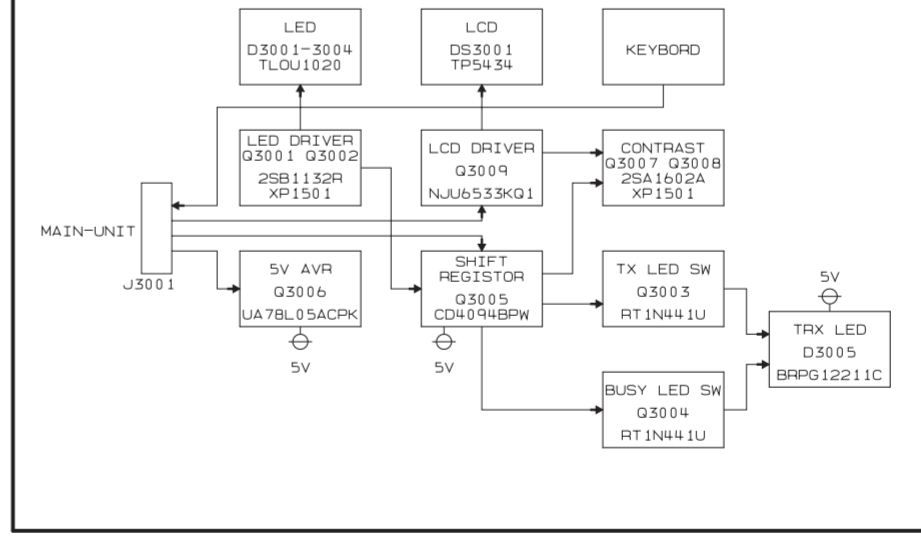 LED
D3001-3004
TLOU1020
LCD
DS3001
TP5434
KEYBORD
LED DRIVER
Q3001 Q3002
2SB1132R
XP1501
LCD DRIVER
Q3009
NJU6533KQ1
CONTRAST
Q3007 Q3008
2SA1602A
XP1501
MAIN-UNIT
J3001
5V AVR
Q3006
UA78L05ACPK
5V
SHIFT
REGISTOR
Q3005
CD4094BPW
5V
TX LED SW
Q3003
RT1N441U
5V
TRX LED
D3005
BRPG12211C
BUSY LED SW
Q3004
RT1N441U